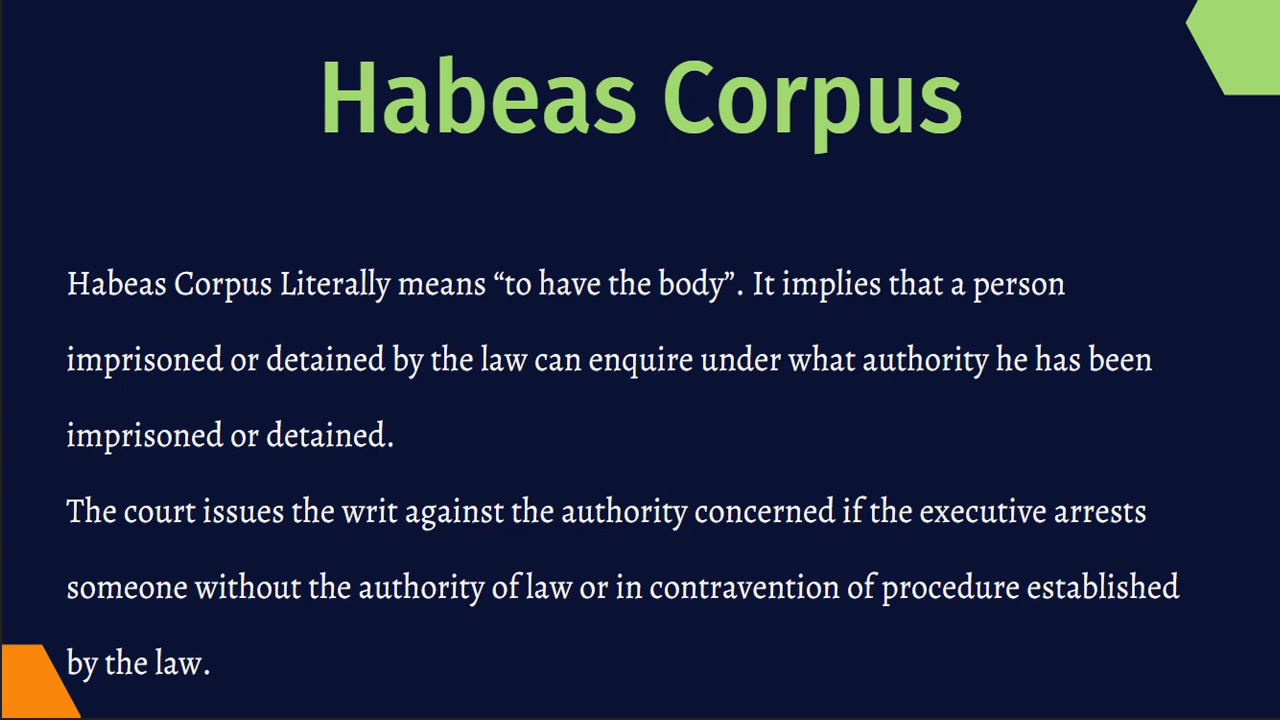 Habeas Corpus
Habeas Corpus Literally means “to have the body”. It implies that a person
imprisoned or detained by the law can enquire under what authority he has been
imprisoned or detained.
The court issues the writ against the authority concerned if the executive arrests
someone without the authority of law or in contravention of procedure established
by the law.